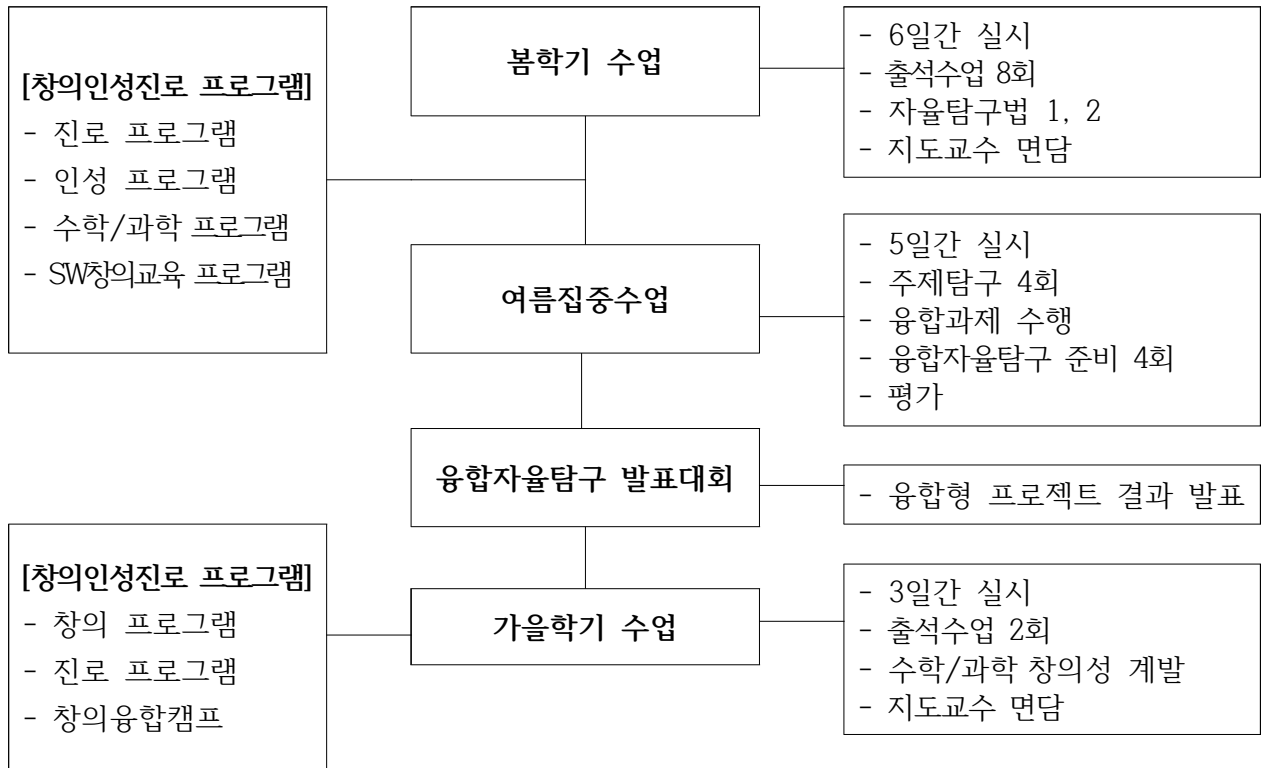 [창의인성진로 프로그램]
- 진로 프로그램
- 인성 프로그램
- 수학/과학 프로그램
- SW창의교육 프로그램
봄학기 수업
- 6일간 실시
- 출석수업 8회
- 자율탐구법 1, 2
- 지도교수 면담
여름집중수업
- 5일간 실시
- 주제탐구 4회
- 융합과제 수행
- 융합자율탐구 준비 4회
- 평가
융합자율탐구 발표대회
- 융합형 프로젝트 결과 발표
[창의인성진로 프로그램]
- 창의 프로그램
- 진로 프로그램
- 창의융합캠프
가을학기 수업
- 3일간 실시
- 출석수업 2회
- 수학/과학 창의성 계발
- 지도교수 면담